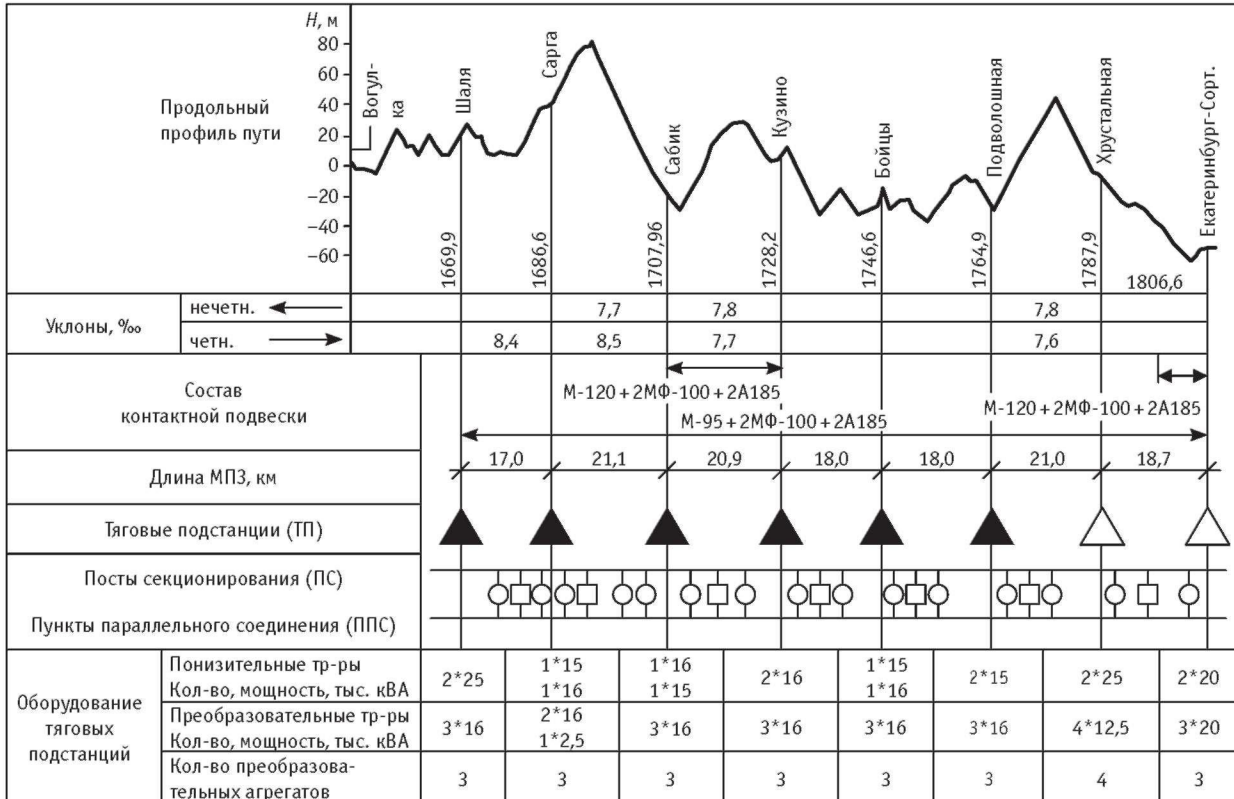 H, м
80
60
40
20
0
−20
−40
−60
Продольный
профиль пути
Вогул-
ка
Шаля
Сарга
Сабик
Кузино
Бойцы
Подволошная
Хрустальная
Екатеринбург-Сорт.
1669,9
1686,6
1707,96
1728,2
1746,6
1764,9
1787,9
1806,6
Уклоны, ‰
нечетн.
7,7
7,8
7,8
четн.
8,4
8,5
7,7
7,6
Состав
контактной подвески
М-120+2МФ-100+2А185
М-120+2МФ-100+2А185
М-95+2МФ-100+2А185
Длина МПЗ, км
17,0
21,1
20,9
18,0
18,0
21,0
18,7
Тяговые подстанции (ТП)
Посты секционирования (ПС)
Пункты параллельного соединения (ППС)
Оборудование
тяговых
подстанций
Понизительные тр-ры
Кол-во, мощность, тыс. кВА
2*25
1*15
1*16
1*16
1*15
2*16
1*15
1*16
2*15
2*25
2*20
Преобразовательные тр-ры
Кол-во, мощность, тыс. кВА
3*16
2*16
1*2,5
3*16
3*16
3*16
3*16
4*12,5
3*20
Кол-во преобразова-
тельных агрегатов
3
3
3
3
3
3
4
3